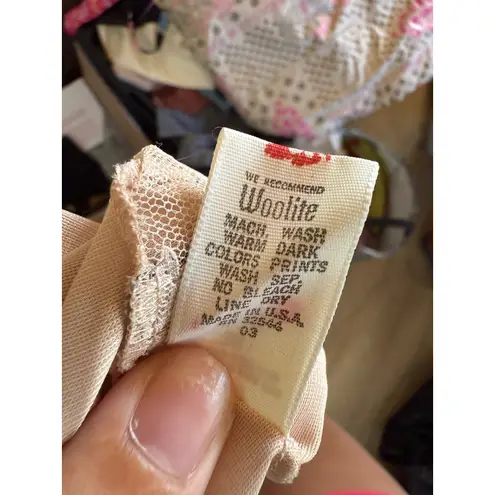 WE RECOMMEND
Woolite
MACH WASH
WARM DARK
COLORS PRINTS
WASH SEP.
NO BLEACH
LINE DRY
MADE IN U.S.A.
RN 32544
03